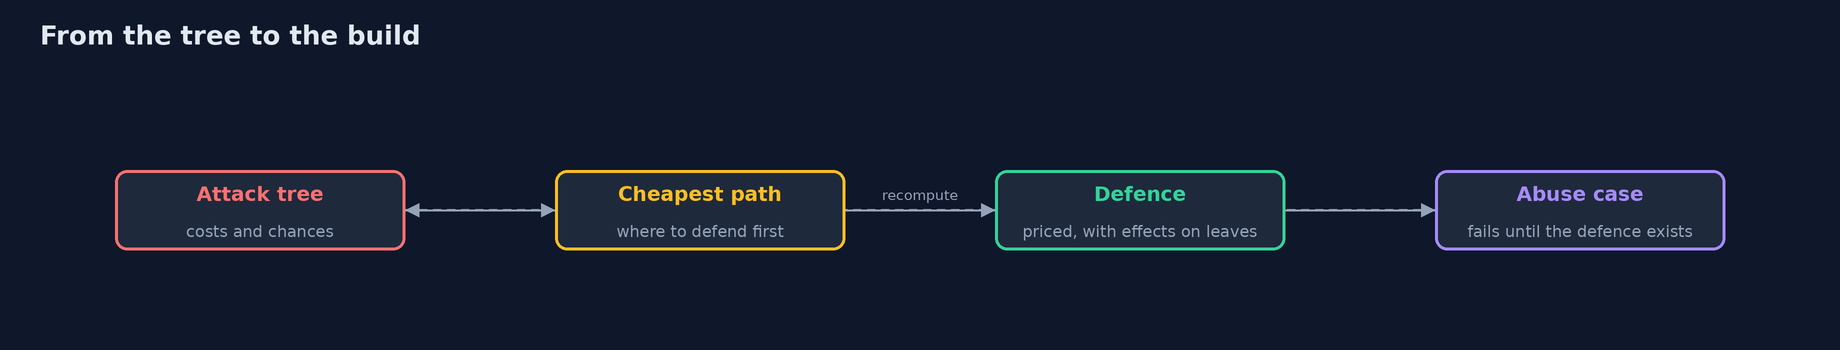 From the tree to the build
Attack tree
costs and chances
Cheapest path
where to defend first
recompute
Defence
priced, with effects on leaves
Abuse case
fails until the defence exists